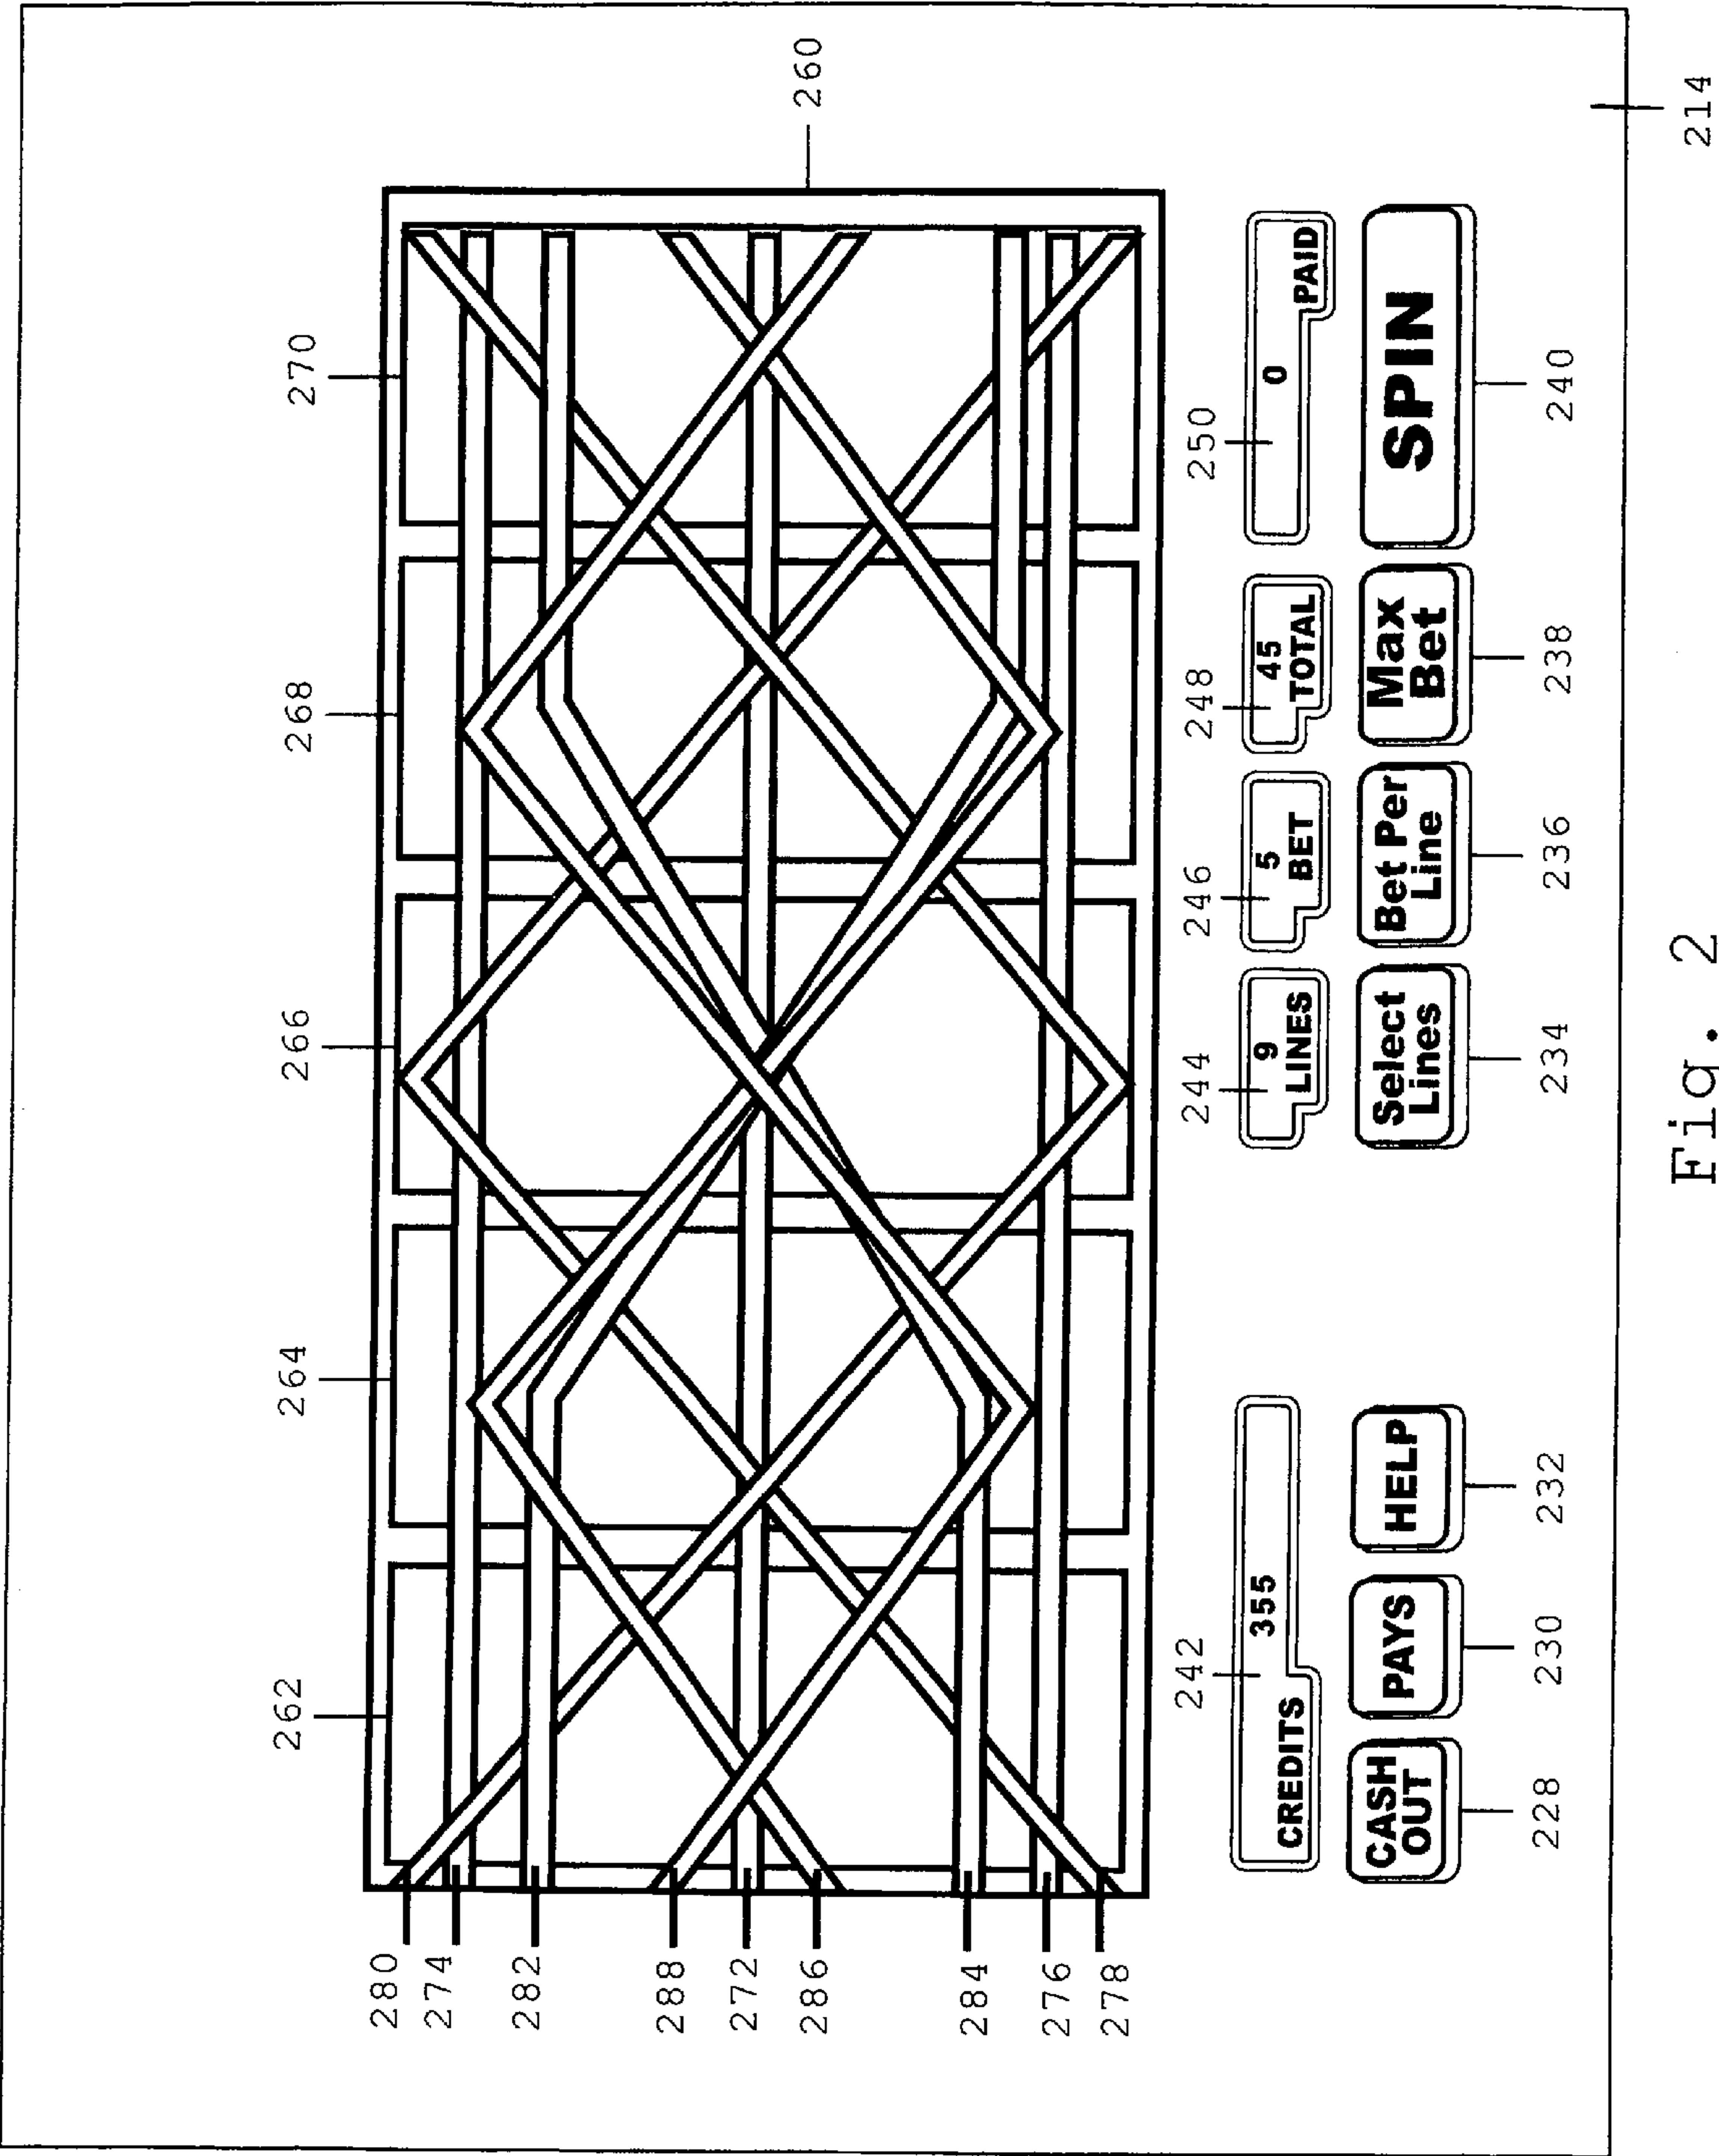 262 264 266 268 270
280
274
282
288
272
286
284
276
278
260
242 244 246 248 250
355 9 5 45 0
CREDITS LINES BET TOTAL PAID
CASH OUT PAYS HELP Select Lines Bet Per Line Max Bet SPIN
228 230 232 234 236 238 240
214
Fig. 2